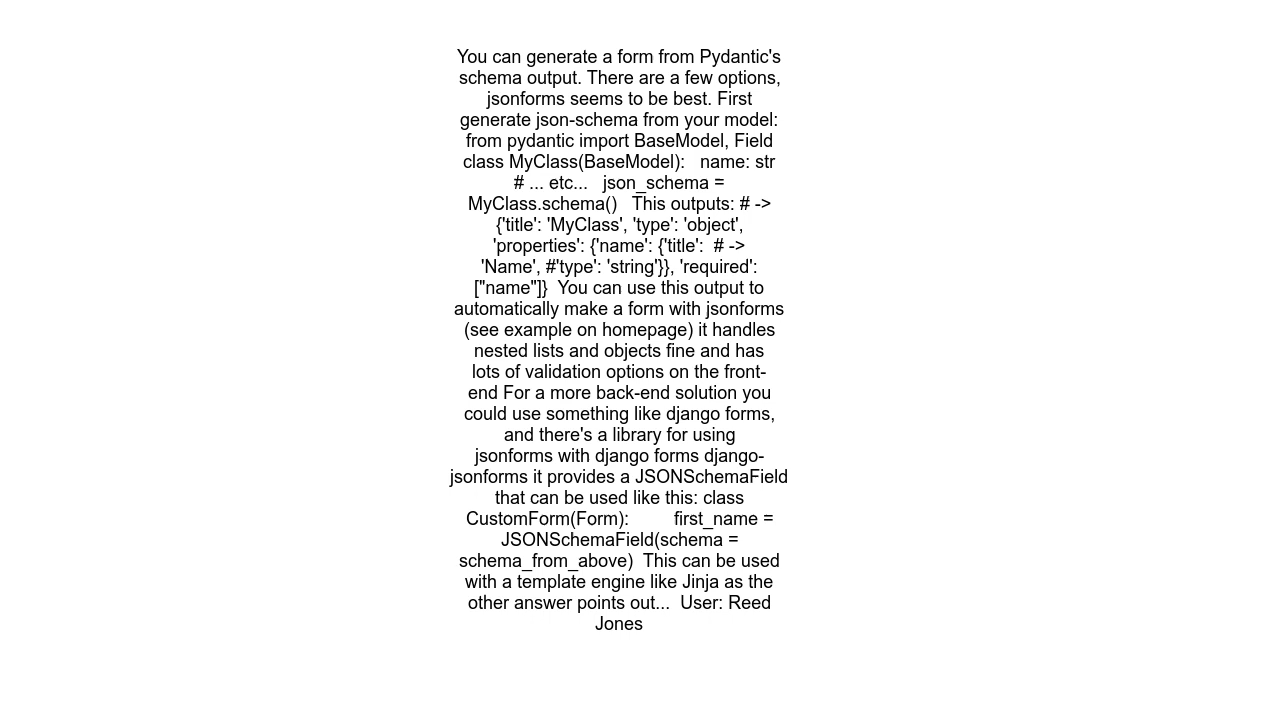 You can generate a form from Pydantic's
schema output. There are a few options,
jsonforms seems to be best. First
generate json-schema from your model:
from pydantic import BaseModel, Field
class MyClass(BaseModel):   name: str
# ... etc...   json_schema =
MyClass.schema()   This outputs: # ->
{'title': 'MyClass', 'type': 'object',
'properties': {'name': {'title':  # ->
'Name', #'type': 'string'}}, 'required':
["name"]}  You can use this output to
automatically make a form with jsonforms
(see example on homepage) it handles
nested lists and objects fine and has
lots of validation options on the front-
end For a more back-end solution you
could use something like django forms,
and there's a library for using
jsonforms with django forms django-
jsonforms it provides a JSONSchemaField
that can be used like this: class
CustomForm(Form):         first_name =
JSONSchemaField(schema =
schema_from_above)  This can be used
with a template engine like Jinja as the
other answer points out...  User: Reed
Jones